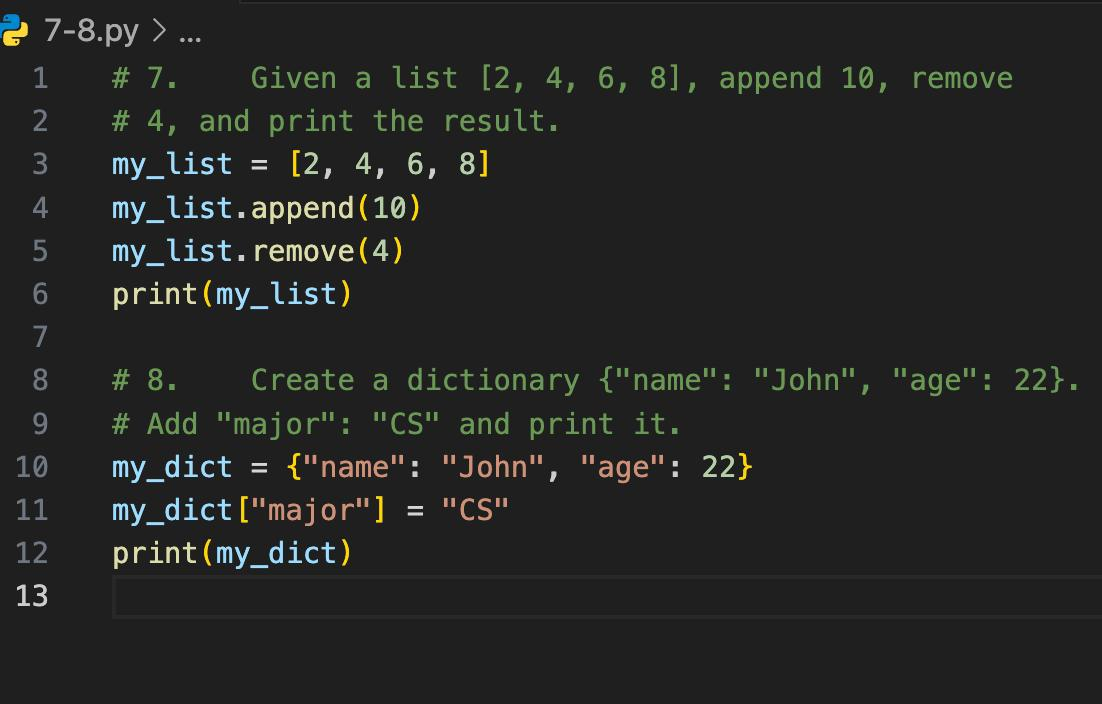 7-8.py > ...
1 # 7.    Given a list [2, 4, 6, 8], append 10, remove
2 # 4, and print the result.
3 my_list = [2, 4, 6, 8]
4 my_list.append(10)
5 my_list.remove(4)
6 print(my_list)
7
8 # 8.    Create a dictionary {"name": "John", "age": 22}.
9 # Add "major": "CS" and print it.
10 my_dict = {"name": "John", "age": 22}
11 my_dict["major"] = "CS"
12 print(my_dict)
13